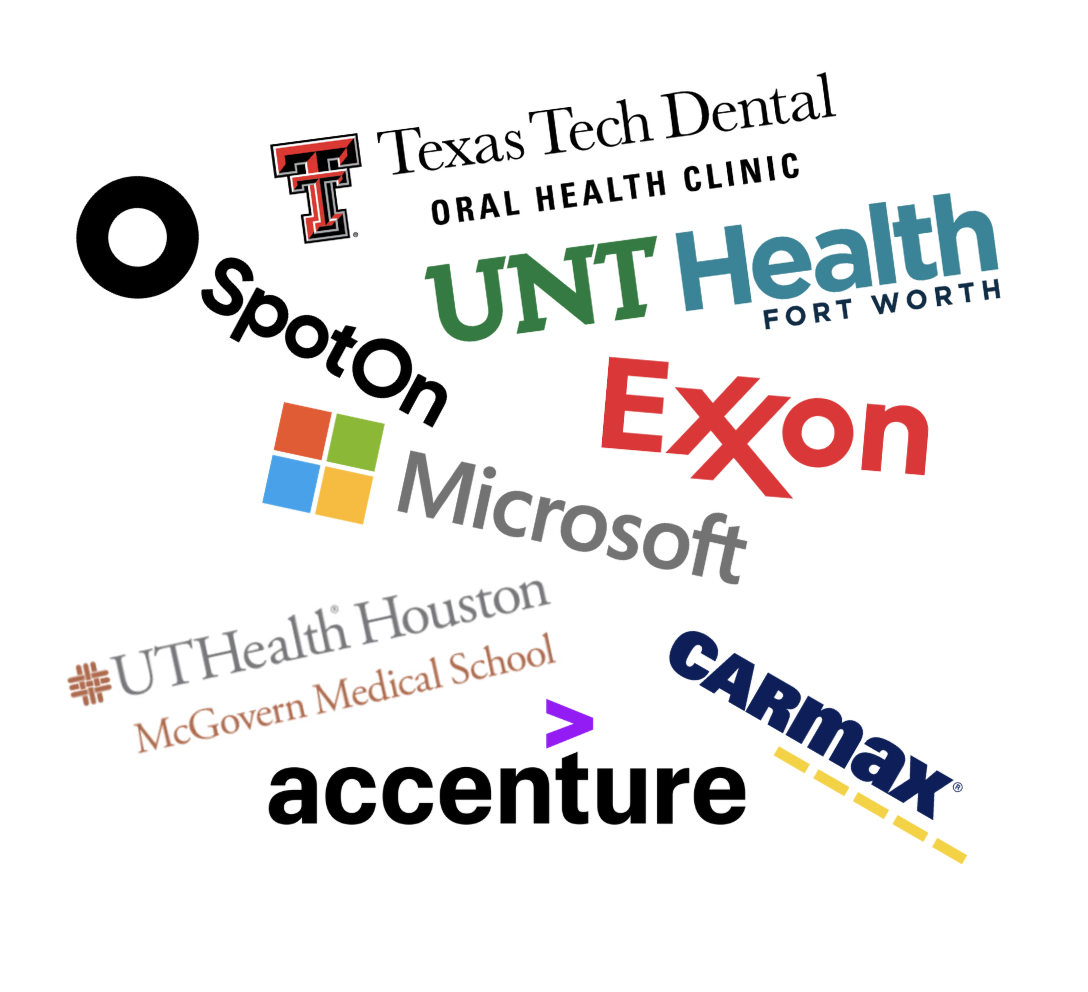 Texas Tech Dental
ORAL HEALTH CLINIC
SpotOn
UNT Health
FORT WORTH
Exxon
Microsoft
UTHealth® Houston
McGovern Medical School
CARmax®
>
accenture